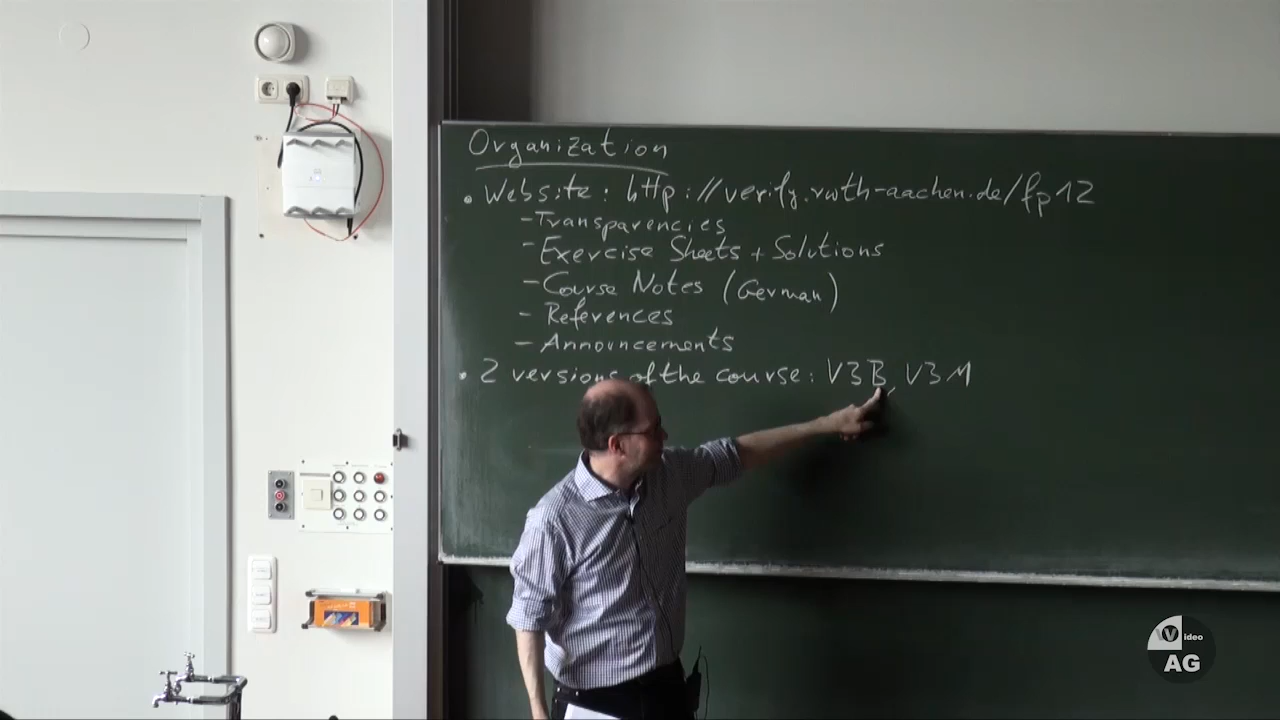 Organization
• Website: http://verify.rwth-aachen.de/fp12
- Transparencies
- Exercise Sheets + Solutions
- Course Notes (German)
- References
- Announcements
• 2 versions of the course: V3B, V3M
Video
AG